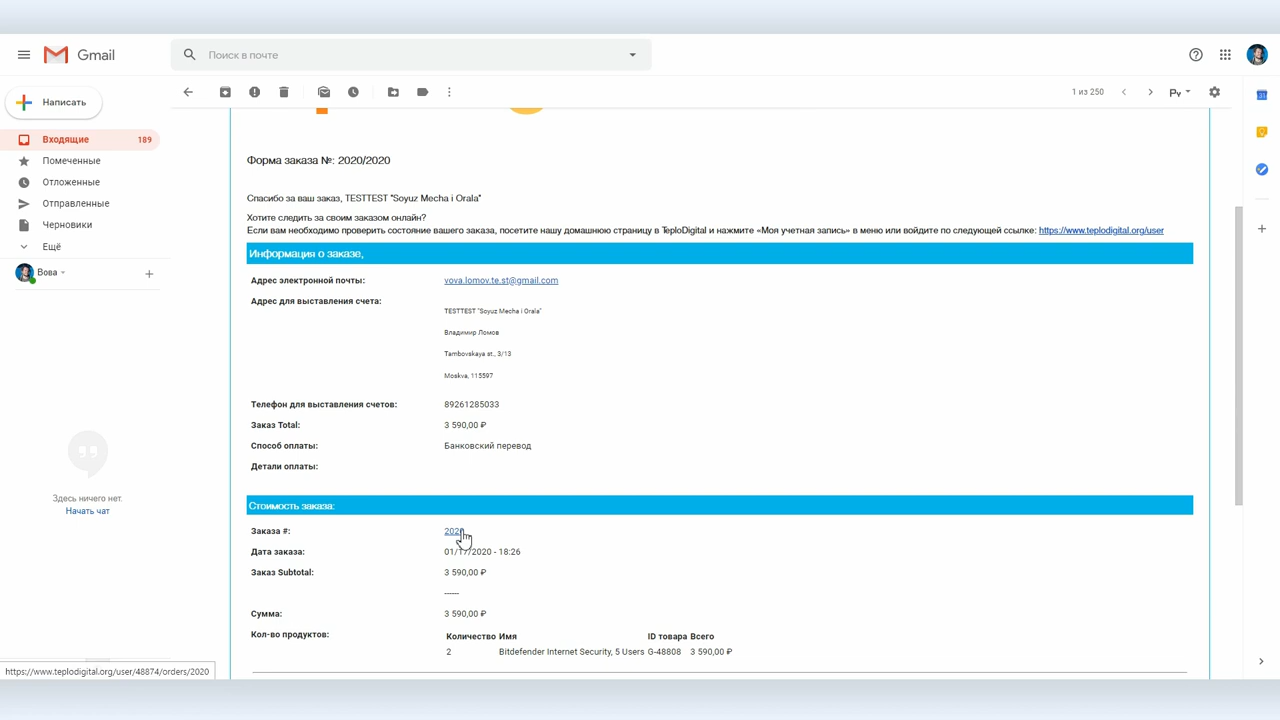 Gmail
Поиск в почте
Написать
1 из 250
Ру
Входящие 189
Помеченные
Отложенные
Отправленные
Черновики
Ещё
Вова
Здесь ничего нет.
Начать чат
Форма заказа №: 2020/2020
Спасибо за ваш заказ, TESTTEST "Soyuz Mecha i Orala"
Хотите следить за своим заказом онлайн?
Если вам необходимо проверить состояние вашего заказа, посетите нашу домашнюю страницу в TeploDigital и нажмите «Моя учетная запись» в меню или войдите по следующей ссылке: https://www.teplodigital.org/user
Информация о заказе,
Адрес электронной почты: vova.lomov.te.st@gmail.com
Адрес для выставления счета:
TESTTEST "Soyuz Mecha i Orala"
Владимир Ломов
Tambovskaya st., 3/13
Moskva, 115597
Телефон для выставления счетов: 89261285033
Заказ Total: 3 590,00 ₽
Способ оплаты: Банковский перевод
Детали оплаты:
Стоимость заказа:
Заказа #: 2020
Дата заказа: 01/17/2020 - 18:26
Заказ Subtotal: 3 590,00 ₽
------
Сумма: 3 590,00 ₽
Кол-во продуктов:
Количество Имя ID товара Всего
2 Bitdefender Internet Security, 5 Users G-48808 3 590,00 ₽
https://www.teplodigital.org/user/48874/orders/2020